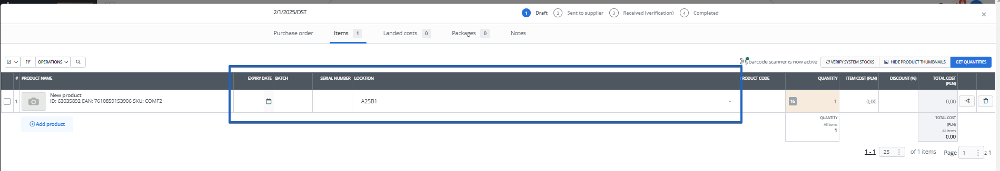 6
2/1/2025/DST
1 Draft 2 Sent to supplier 3 Received (verification) 4 Completed
Purchase order Items 1 Landed costs 0 Packages 0 Notes
OPERATIONS
barcode scanner is now active VERIFY SYSTEM STOCKS HIDE PRODUCT THUMBNAILS GET QUANTITIES
# PRODUCT NAME EXPIRY DATE BATCH SERIAL NUMBER LOCATION PRODUCT CODE QUANTITY ITEM COST (PLN) DISCOUNT (%) TOTAL COST
(PLN)
New product
1 ID: 63035892 EAN: 7610859153906 SKU: COMF2 A25B1 16 1 0,00 0,00
Add product
QUANTITY TOTAL COST
All items (PLN)
1 All items
0,00
1 - 1 25 of 1 items Page 1 z 1